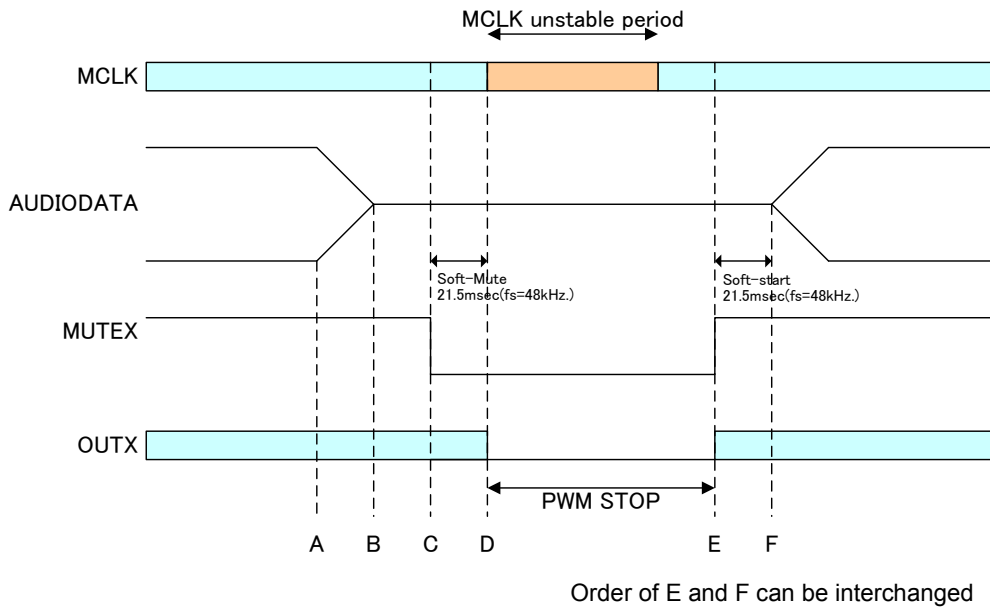 MCLK unstable period
MCLK
AUDIODATA
Soft-Mute
21.5msec(fs=48kHz.)
Soft-start
21.5msec(fs=48kHz.)
MUTEX
OUTX
PWM STOP
A B C D E F
Order of E and F can be interchanged